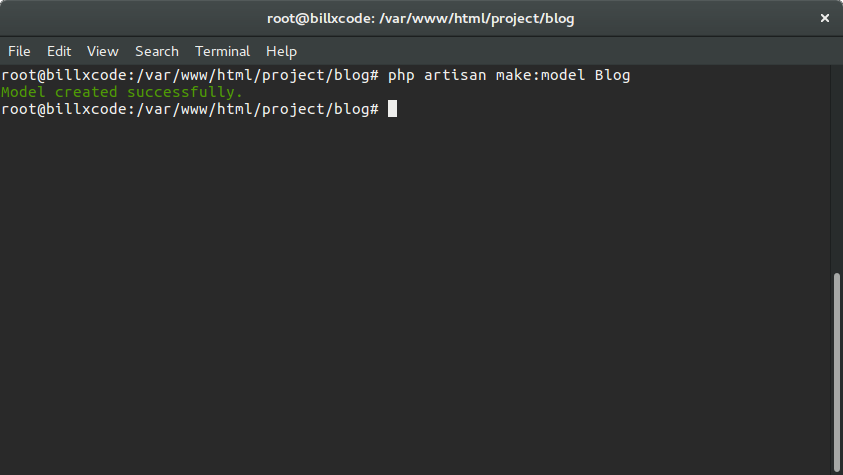 root@billxcode: /var/www/html/project/blog
File Edit View Search Terminal Help
root@billxcode:/var/www/html/project/blog# php artisan make:model Blog
Model created successfully.
root@billxcode:/var/www/html/project/blog#